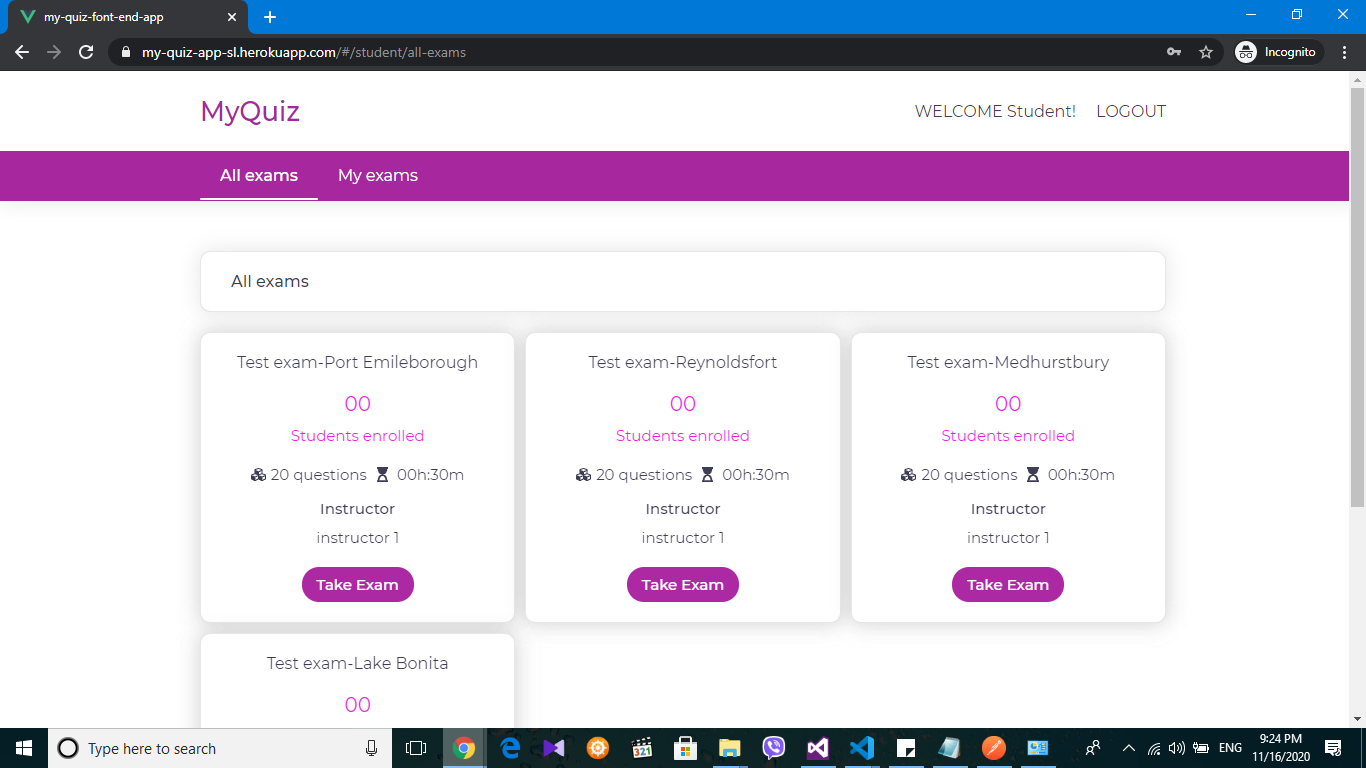 my-quiz-font-end-app
my-quiz-app-sl.herokuapp.com/#/student/all-exams
Incognito
MyQuiz
WELCOME Student! LOGOUT
All exams My exams
All exams
Test exam-Port Emileborough
00
Students enrolled
20 questions 00h:30m
Instructor
instructor 1
Take Exam
Test exam-Reynoldsfort
00
Students enrolled
20 questions 00h:30m
Instructor
instructor 1
Take Exam
Test exam-Medhurstbury
00
Students enrolled
20 questions 00h:30m
Instructor
instructor 1
Take Exam
Test exam-Lake Bonita
00
Type here to search
321
ENG
9:24 PM
11/16/2020